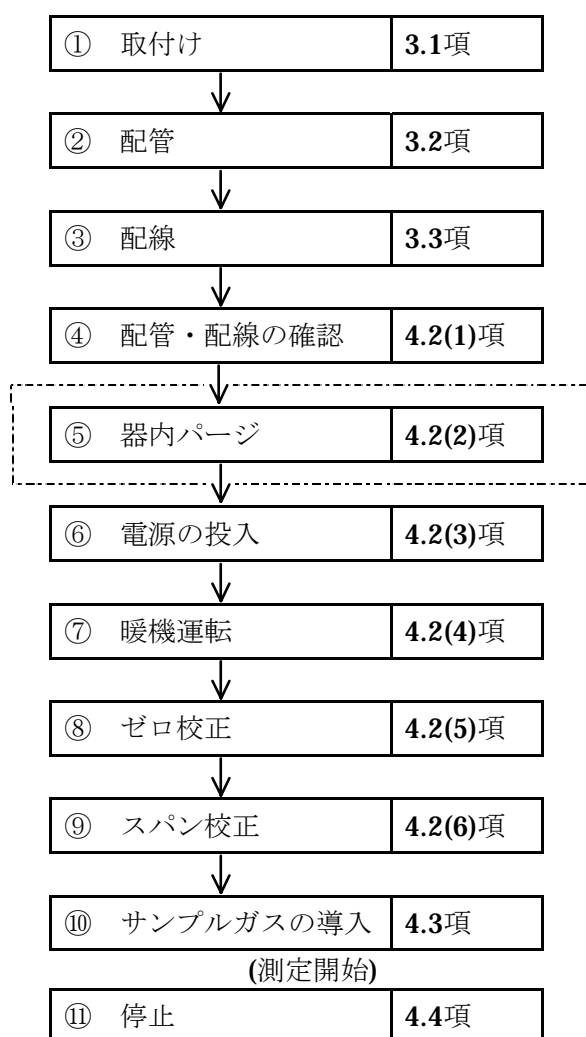 ① 取付け 3.1項
② 配管 3.2項
③ 配線 3.3項
④ 配管・配線の確認 4.2(1)項
⑤ 器内パージ 4.2(2)項
⑥ 電源の投入 4.2(3)項
⑦ 暖機運転 4.2(4)項
⑧ ゼロ校正 4.2(5)項
⑨ スパン校正 4.2(6)項
⑩ サンプルガスの導入 4.3項
(測定開始)
⑪ 停止 4.4項